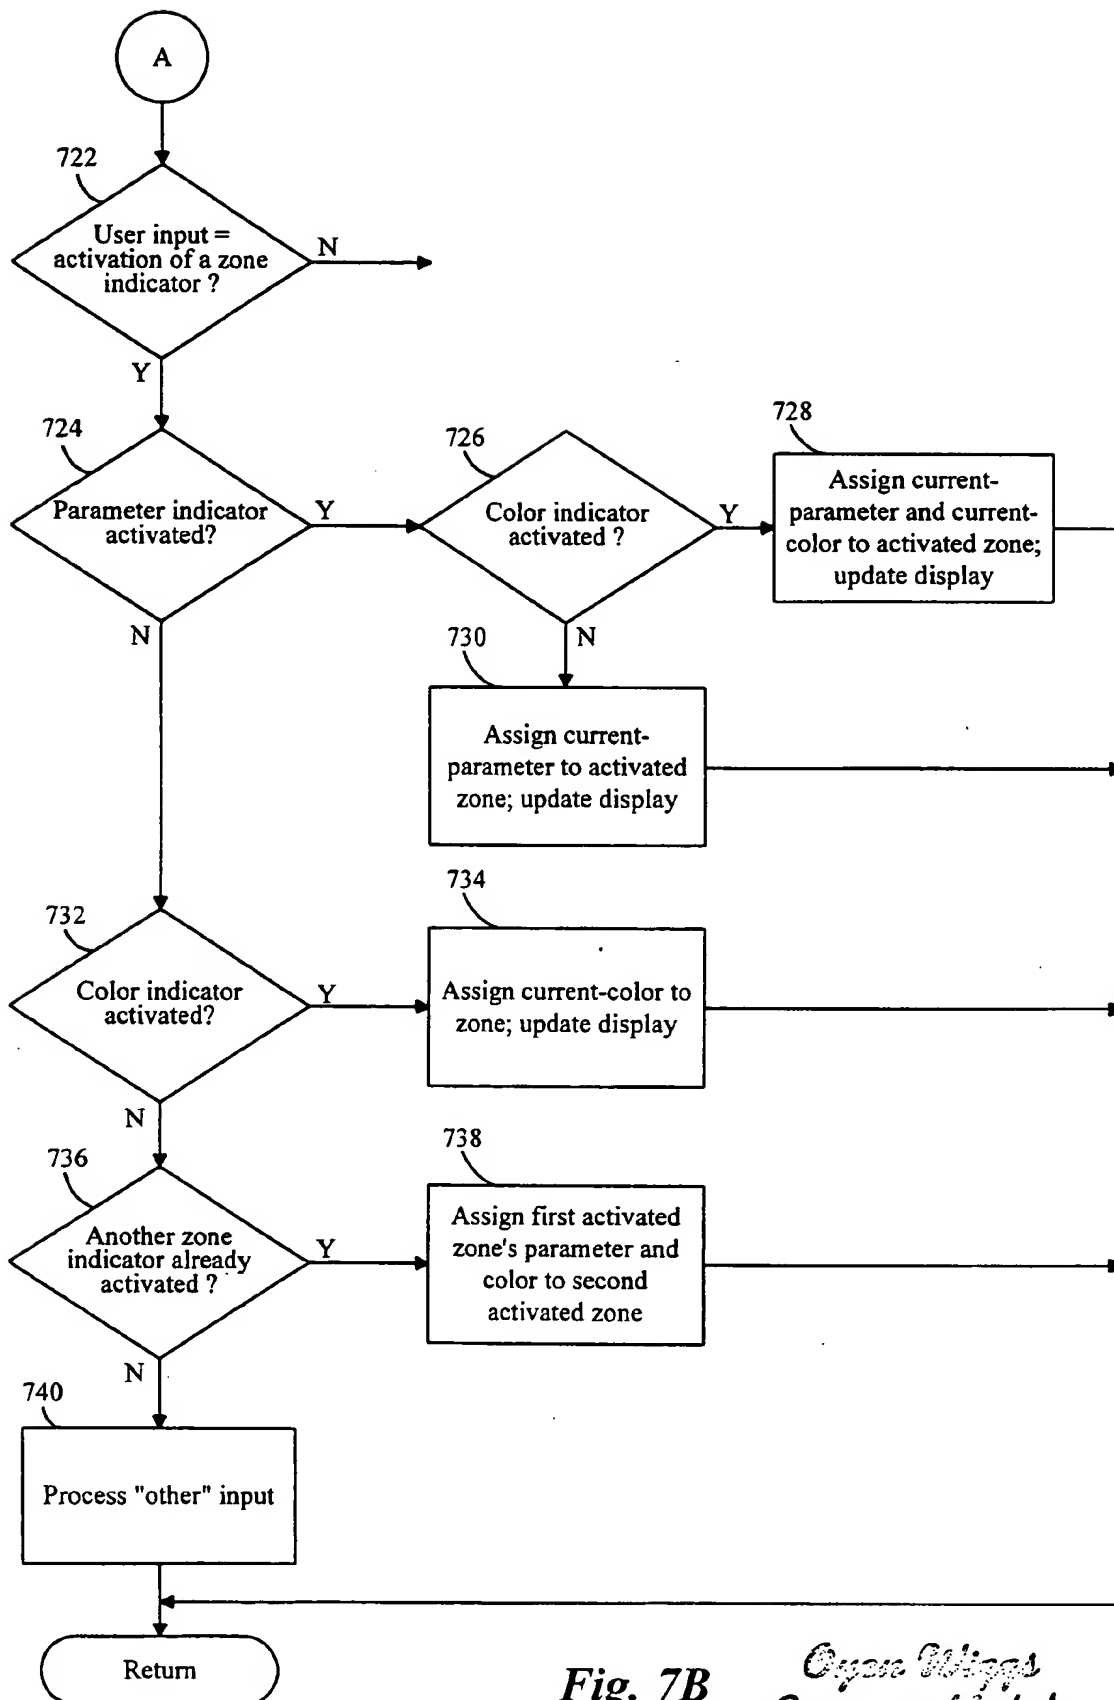 A
722
User input =
activation of a zone
indicator ?
N
Y
724
Parameter indicator
activated?
Y
N
726
Color indicator
activated ?
Y
N
728
Assign current-
parameter and current-
color to activated zone;
update display
730
Assign current-
parameter to activated
zone; update display
732
Color indicator
activated?
Y
N
734
Assign current-color to
zone; update display
736
Another zone
indicator already
activated ?
Y
N
738
Assign first activated
zone's parameter and
color to second
activated zone
740
Process "other" input
Return
Fig. 7B